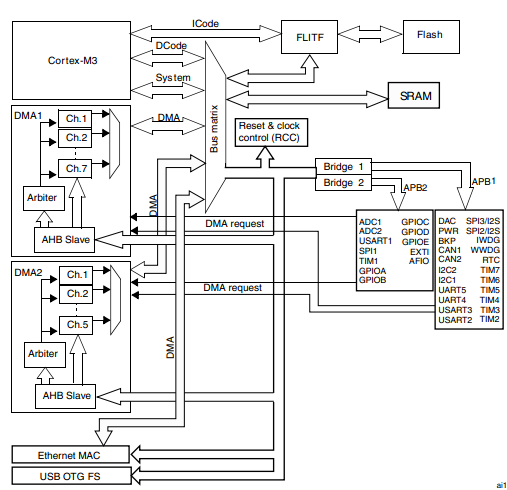 ICode
Cortex-M3
DCode
System
DMA
FLITF
Flash
SRAM
Bus matrix
Reset & clock
control (RCC)
DMA1
Ch.1
Ch.2
Ch.7
Arbiter
AHB Slave
DMA
Bridge 1
Bridge 2
APB2
APB1
DMA request
ADC1
ADC2
USART1
SPI1
TIM1
GPIOA
GPIOB
GPIOC
GPIOD
GPIOE
EXTI
AFIO
DAC
PWR
BKP
CAN1
CAN2
I2C2
I2C1
UART5
UART4
USART3
USART2
SPI3/I2S
SPI2/I2S
IWDG
WWDG
RTC
TIM7
TIM6
TIM5
TIM4
TIM3
TIM2
DMA2
Ch.1
Ch.2
Ch.5
Arbiter
AHB Slave
DMA request
DMA
Ethernet MAC
USB OTG FS
ai1